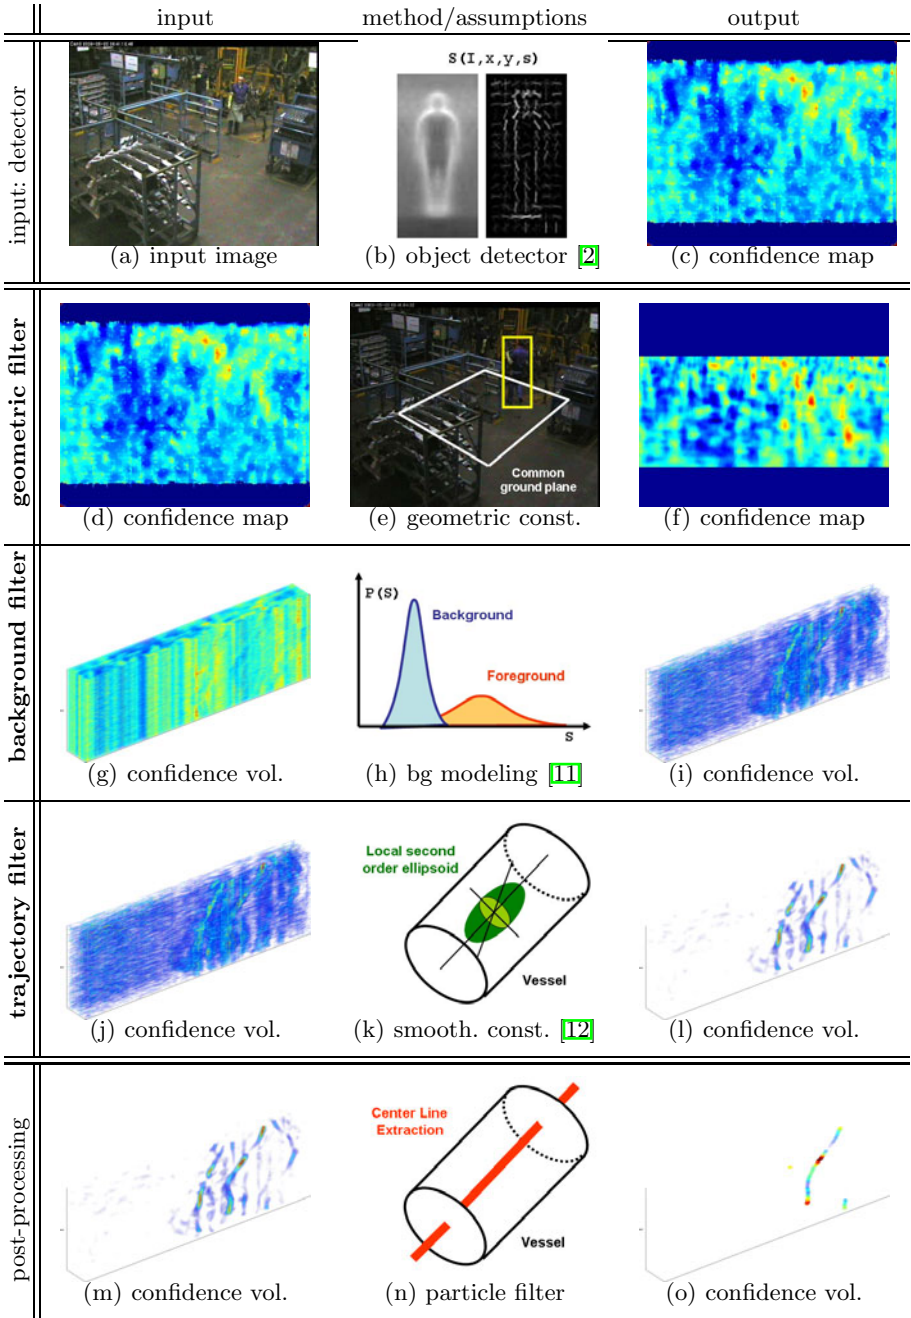 input method/assumptions output
input: detector
S(I,x,y,s)
(a) input image (b) object detector [2] (c) confidence map
geometric filter
Common
ground plane
(d) confidence map (e) geometric const. (f) confidence map
background filter
P(S)
Background
Foreground
S
(g) confidence vol. (h) bg modeling [11] (i) confidence vol.
trajectory filter
Local second
order ellipsoid
Vessel
(j) confidence vol. (k) smooth. const. [12] (l) confidence vol.
post-processing
Center Line
Extraction
Vessel
(m) confidence vol. (n) particle filter (o) confidence vol.